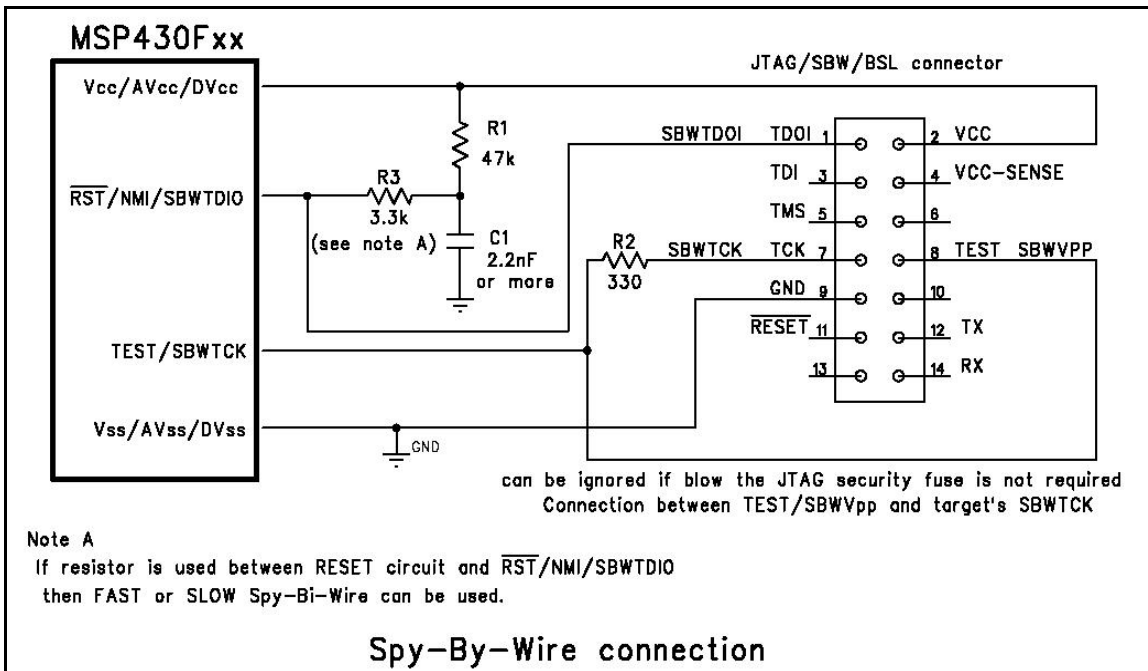 MSP430Fxx
JTAG/SBW/BSL connector
Vcc/AVcc/DVcc
R1
47k
SBWTDOI TDOI 1
2 VCC
TDI 3
4 VCC-SENSE
RST/NMI/SBWTDIO
R3
3.3k
(see note A)
TMS 5
6
C1
2.2nF
or more
R2
330
SBWTCK TCK 7
8 TEST SBWVPP
GND 9
10
RESET 11
12 TX
TEST/SBWTCK
13
14 RX
Vss/AVss/DVss
GND
can be ignored if blow the JTAG security fuse is not required
Connection between TEST/SBWVpp and target's SBWTCK
Note A
If resistor is used between RESET circuit and RST/NMI/SBWTDIO
then FAST or SLOW Spy-Bi-Wire can be used.
Spy-By-Wire connection